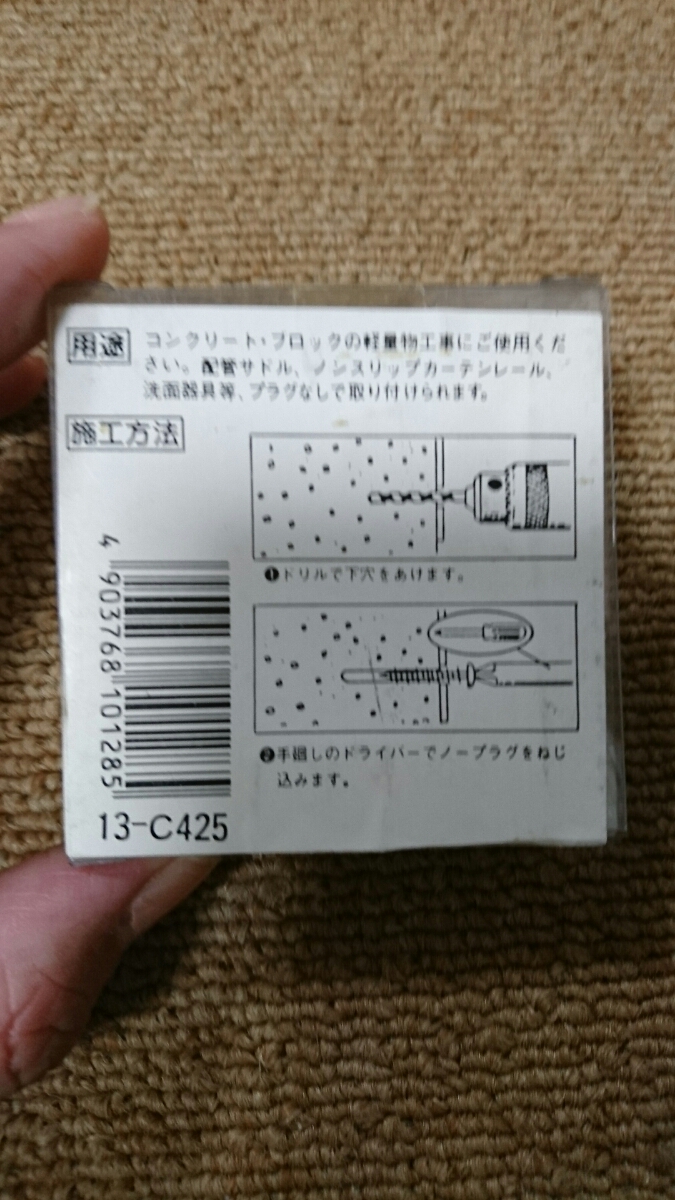 用途
コンクリート・ブロックの軽量物工事にご使用くだ
さい。配管サドル、ノンスリップカーテンレール、
洗面器具等、プラグなしで取り付けられます。
施工方法
❶ドリルで下穴をあけます。
❷手廻しのドライバーでノープラグをねじ
込みます。
4 903768 101285
13-C425